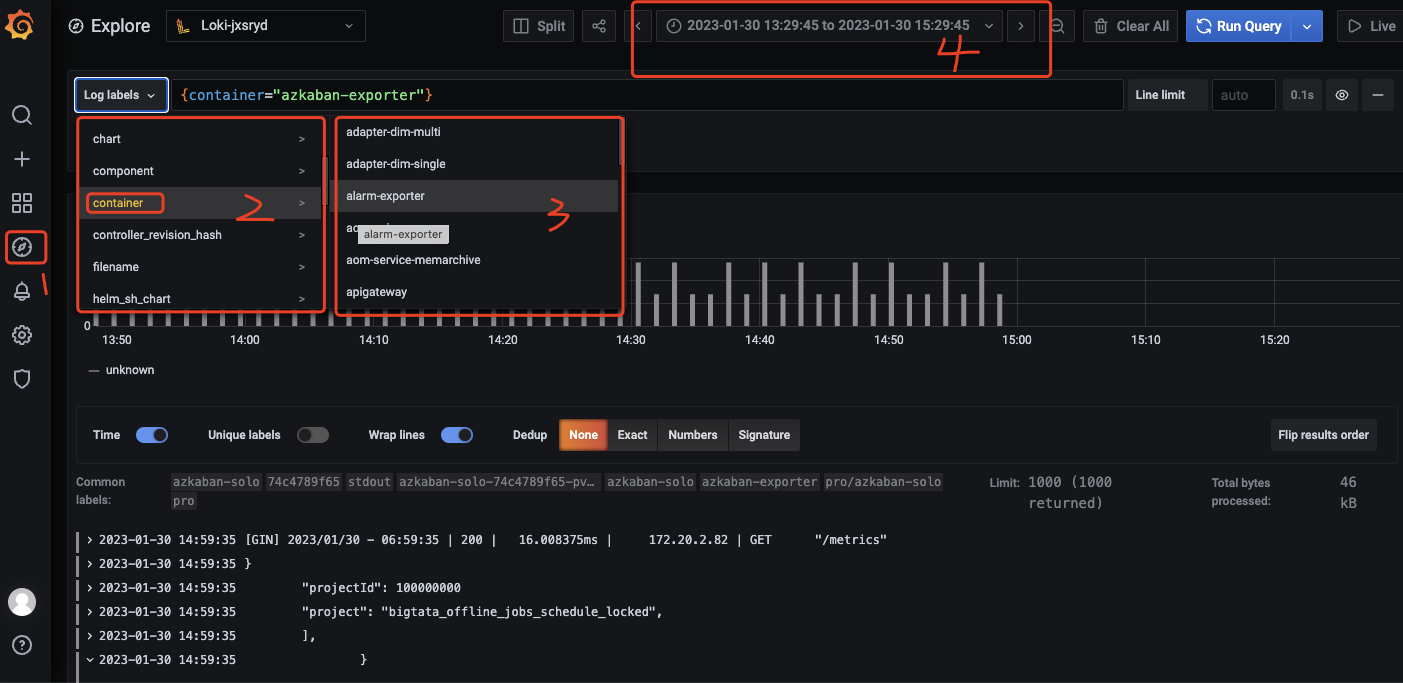 Explore Loki-jxsryd Split 2023-01-30 13:29:45 to 2023-01-30 15:29:45 Clear All Run Query Live
4
Log labels {container="azkaban-exporter"} Line limit auto 0.1s
chart >
component >
container >
controller_revision_hash >
filename >
helm_sh_chart >
2
adapter-dim-multi
adapter-dim-single
alarm-exporter
alarm-exporter
aom-service-memarchive
apigateway
3
1
0
13:50 14:00 14:10 14:20 14:30 14:40 14:50 15:00 15:10 15:20
unknown
Time Unique labels Wrap lines Dedup None Exact Numbers Signature Flip results order
Common labels: azkaban-solo 74c4789f65 stdout azkaban-solo-74c4789f65-pv… azkaban-solo azkaban-exporter pro/azkaban-solo
pro
Limit: 1000 (1000 returned)
Total bytes processed: 46 kB
> 2023-01-30 14:59:35 [GIN] 2023/01/30 - 06:59:35 | 200 | 16.008375ms | 172.20.2.82 | GET "/metrics"
> 2023-01-30 14:59:35 }
> 2023-01-30 14:59:35 "projectId": 100000000
> 2023-01-30 14:59:35 "project": "bigtata_offline_jobs_schedule_locked",
> 2023-01-30 14:59:35 ],
2023-01-30 14:59:35 }